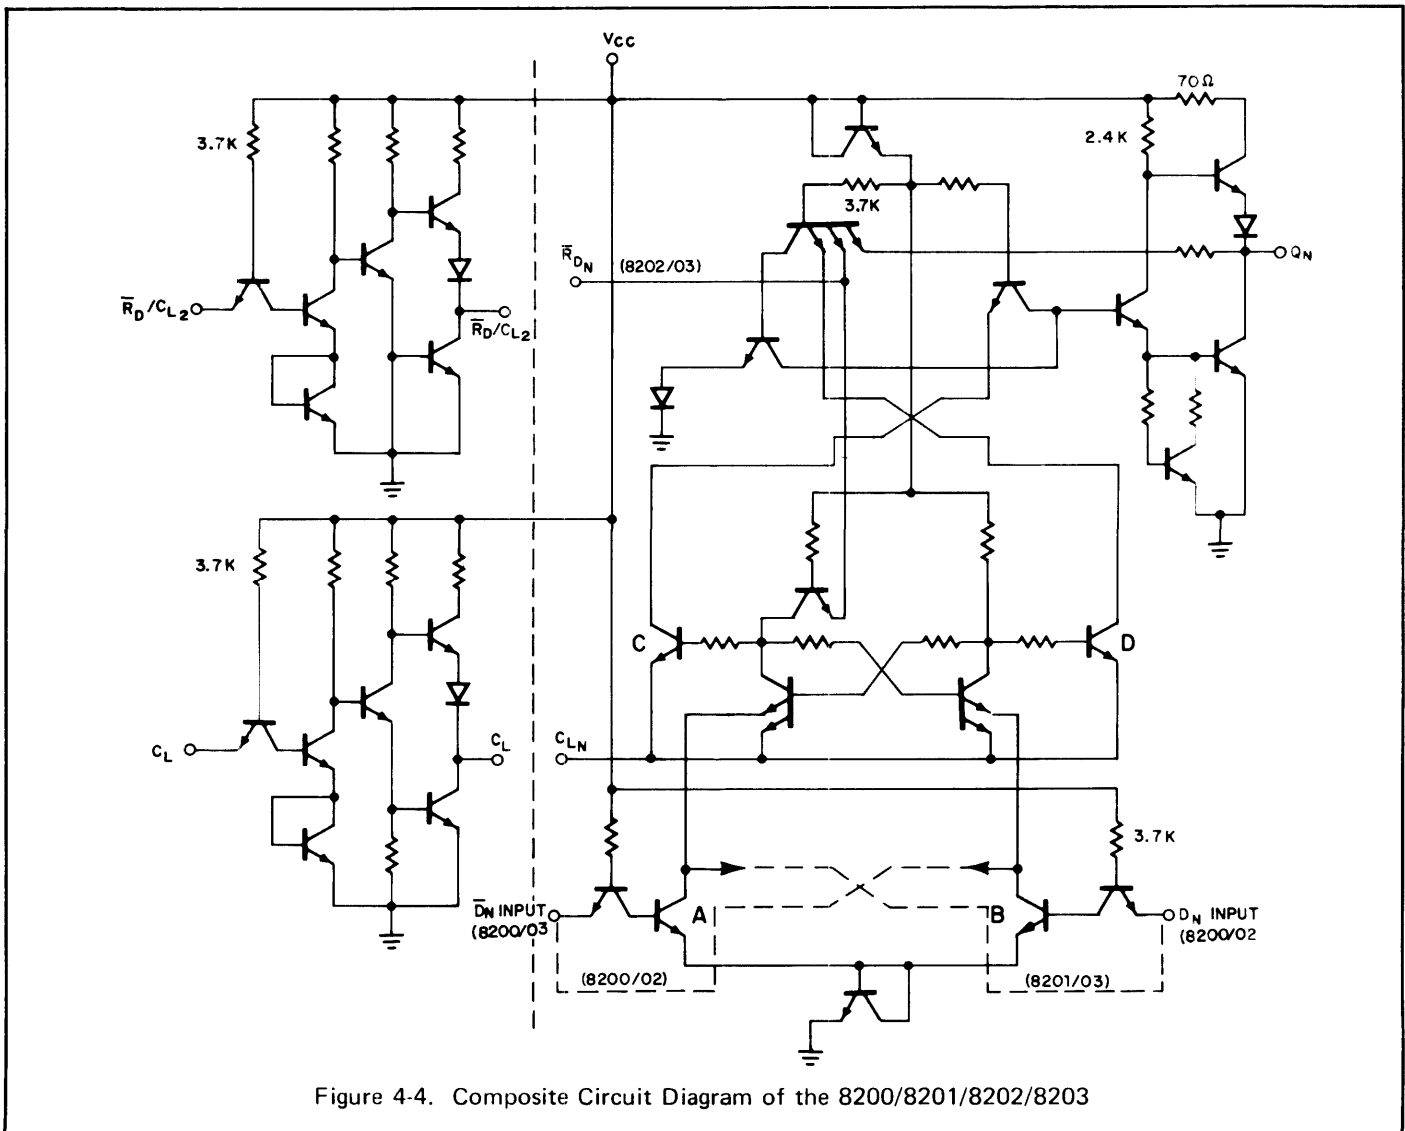 VCC
70Ω
3.7K
2.4K
3.7K
R̅DN (8202/03)
QN
R̅D/CL2
R̅D/CL2
3.7K
C
D
CL
CL
CLN
3.7K
D̅N INPUT
(8200/03
A
B
DN INPUT
(8200/02
(8200/02)
(8201/03)
Figure 4-4. Composite Circuit Diagram of the 8200/8201/8202/8203